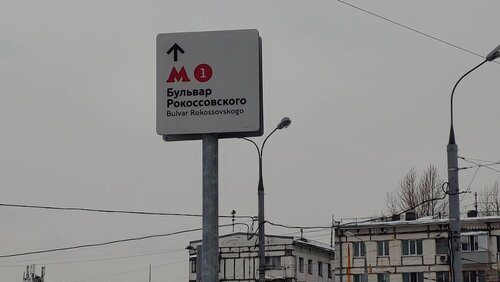 М 1
Бульвар
Рокоссовского
Bulvar Rokossovskogo